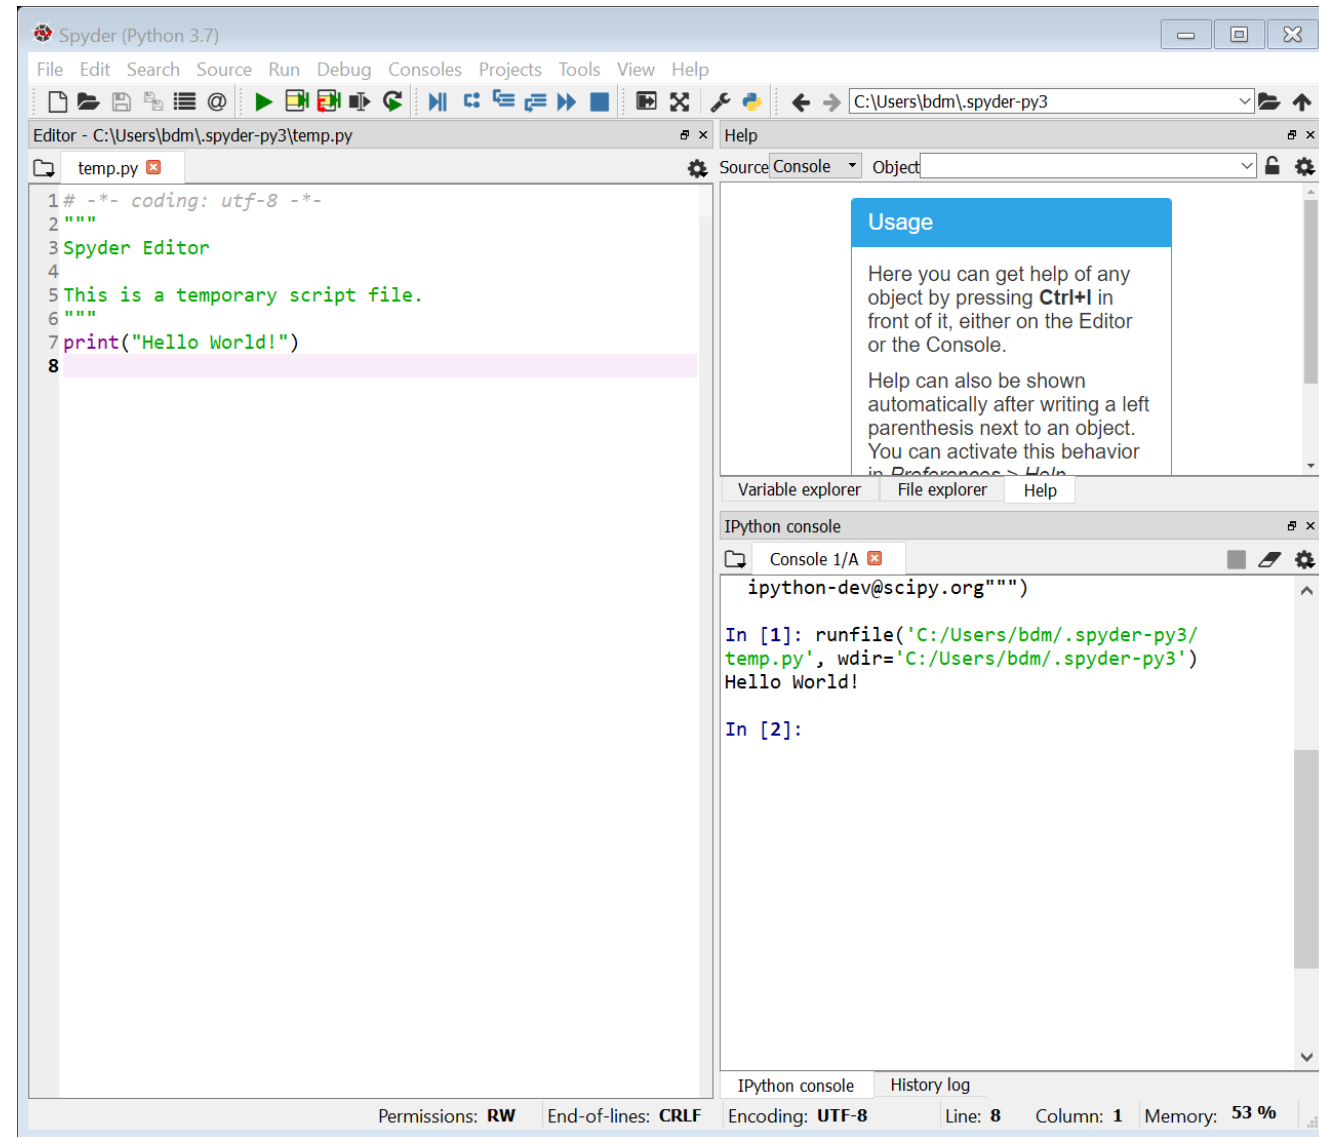 Spyder (Python 3.7)
File Edit Search Source Run Debug Consoles Projects Tools View Help
C:\Users\bdm\.spyder-py3
Editor - C:\Users\bdm\.spyder-py3\temp.py
temp.py
1 # -*- coding: utf-8 -*-
2 """
3 Spyder Editor
4
5 This is a temporary script file.
6 """
7 print("Hello World!")
8
Help
Source Console Object
Usage
Here you can get help of any
object by pressing Ctrl+I in
front of it, either on the Editor
or the Console.
Help can also be shown
automatically after writing a left
parenthesis next to an object.
You can activate this behavior
in Preferences > Help
Variable explorer File explorer Help
IPython console
Console 1/A
ipython-dev@scipy.org""")
In [1]: runfile('C:/Users/bdm/.spyder-py3/
temp.py', wdir='C:/Users/bdm/.spyder-py3')
Hello World!
In [2]:
IPython console History log
Permissions: RW End-of-lines: CRLF Encoding: UTF-8 Line: 8 Column: 1 Memory: 53 %